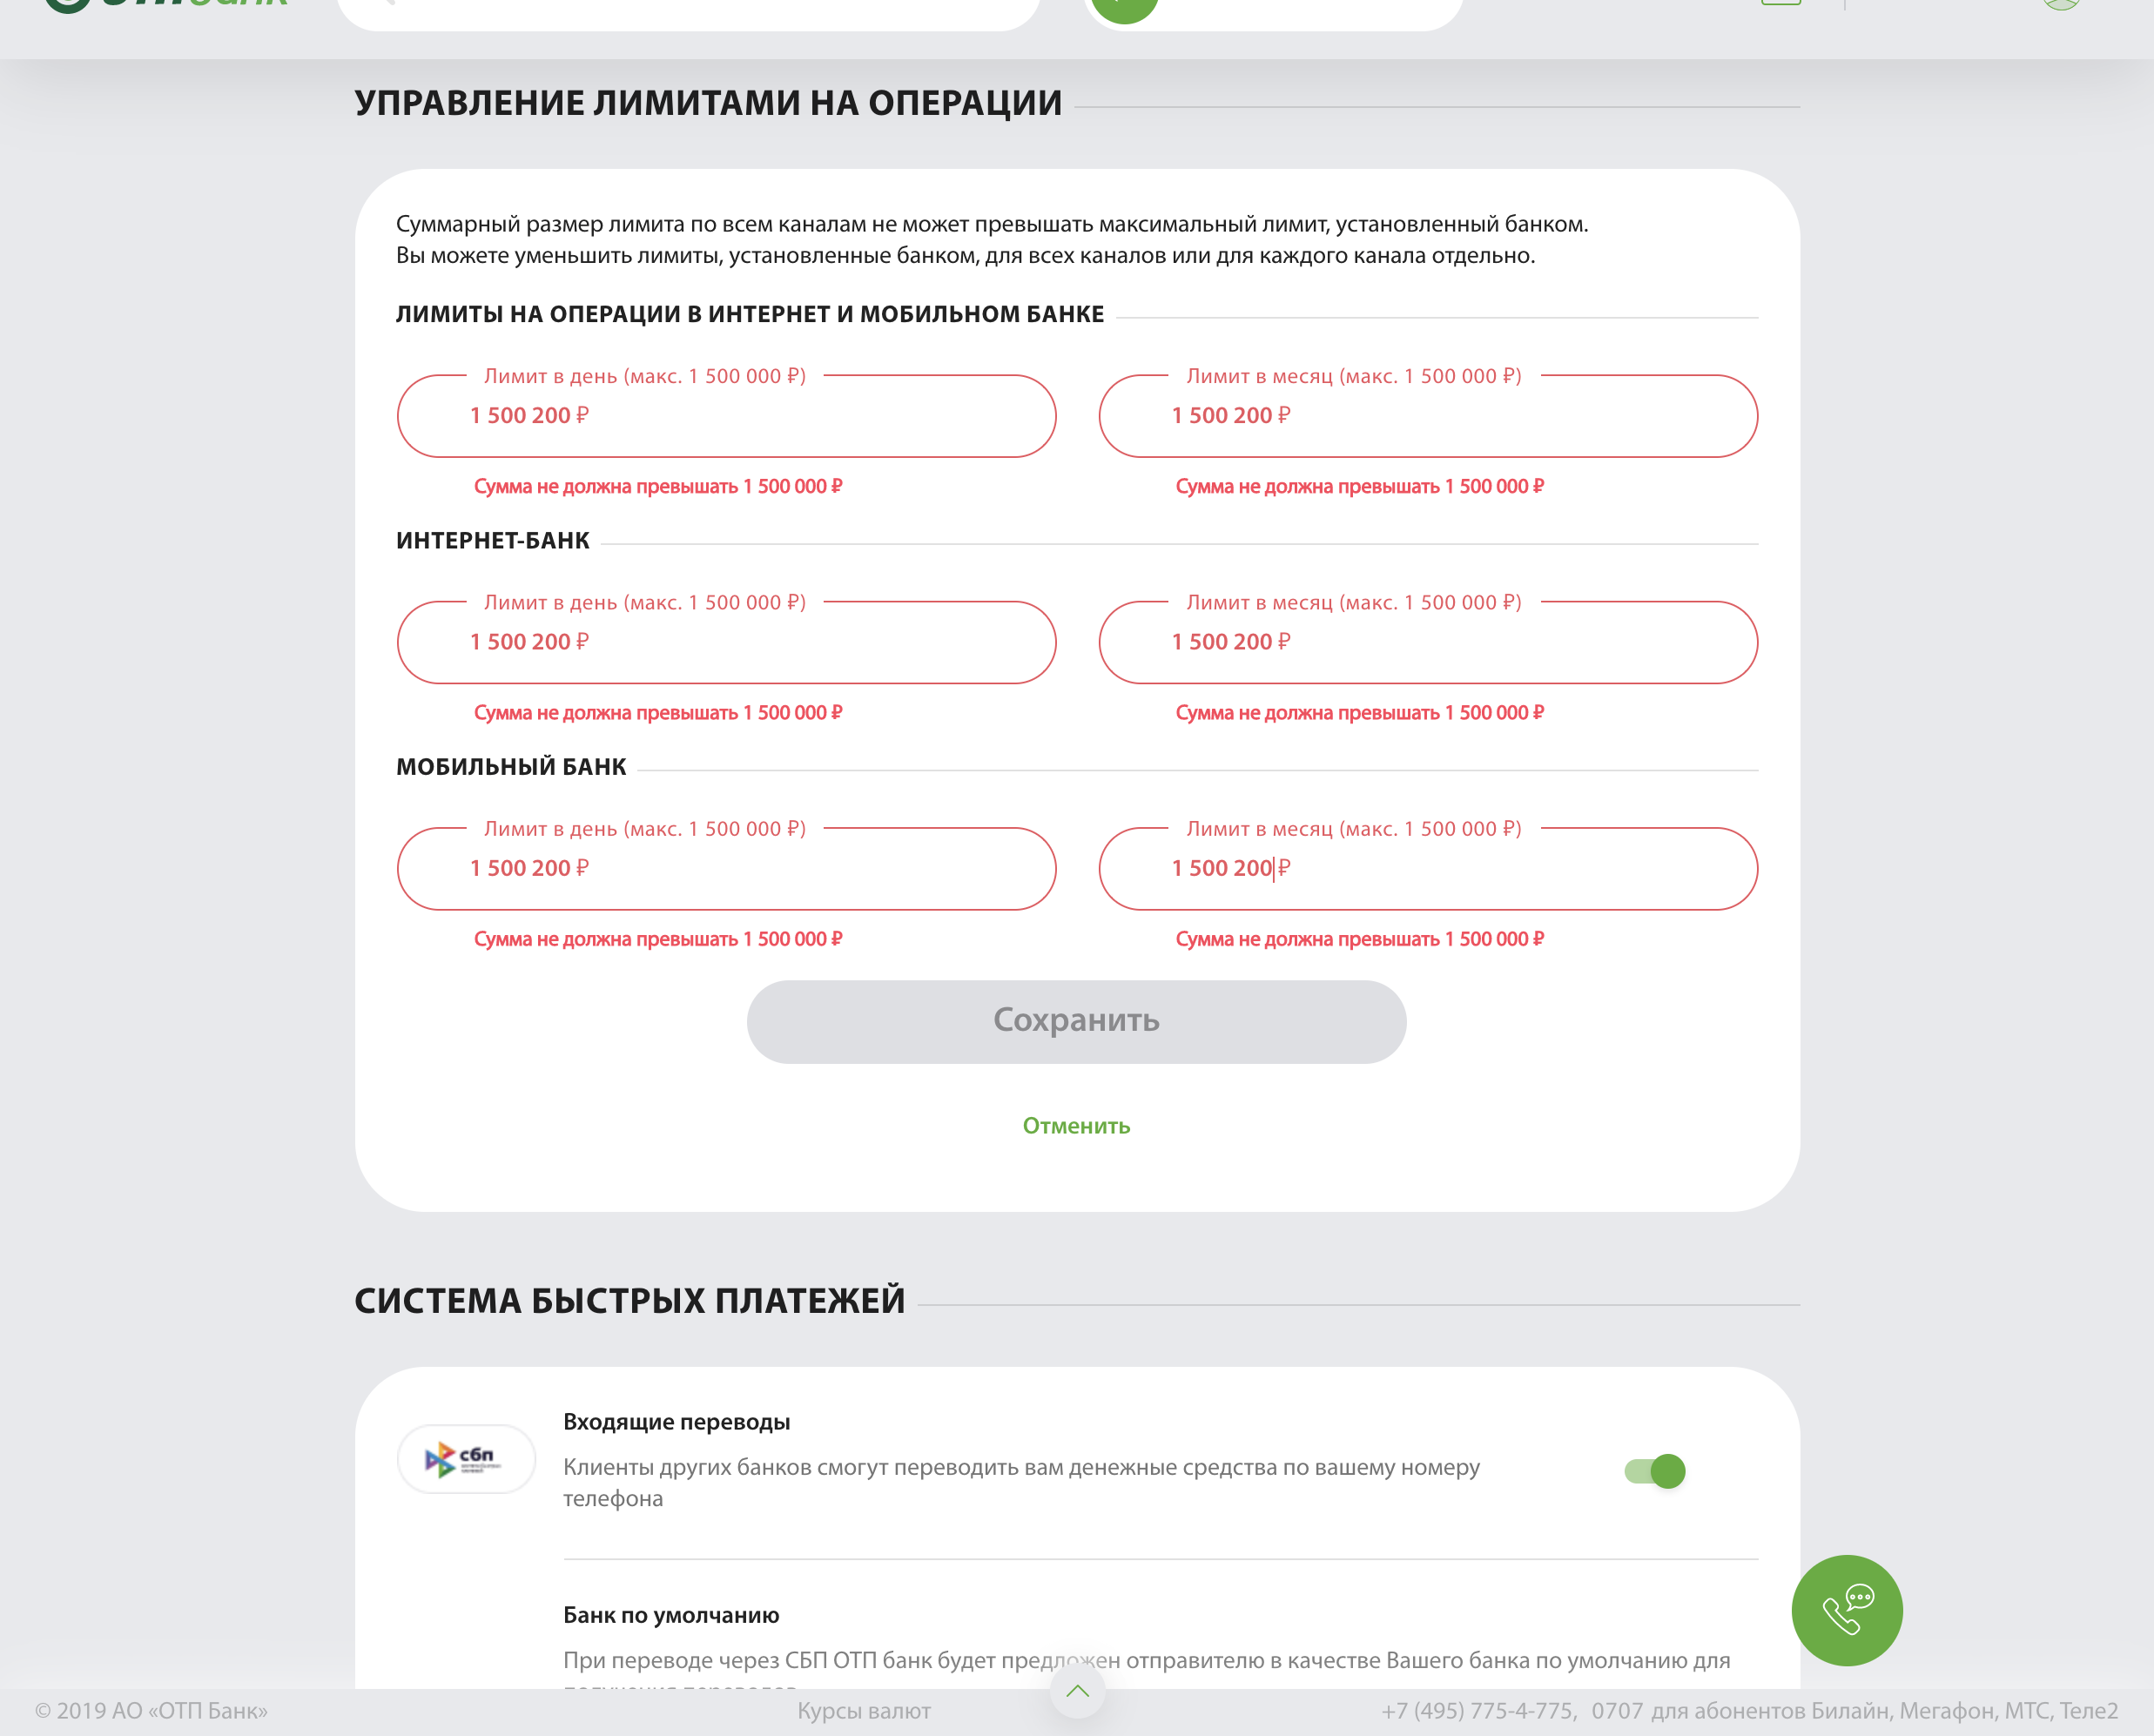 банк
УПРАВЛЕНИЕ ЛИМИТАМИ НА ОПЕРАЦИИ
Суммарный размер лимита по всем каналам не может превышать максимальный лимит, установленный банком.
Вы можете уменьшить лимиты, установленные банком, для всех каналов или для каждого канала отдельно.
ЛИМИТЫ НА ОПЕРАЦИИ В ИНТЕРНЕТ И МОБИЛЬНОМ БАНКЕ
Лимит в день (макс. 1 500 000 ₽)
1 500 200 ₽
Сумма не должна превышать 1 500 000 ₽
Лимит в месяц (макс. 1 500 000 ₽)
1 500 200 ₽
Сумма не должна превышать 1 500 000 ₽
ИНТЕРНЕТ-БАНК
Лимит в день (макс. 1 500 000 ₽)
1 500 200 ₽
Сумма не должна превышать 1 500 000 ₽
Лимит в месяц (макс. 1 500 000 ₽)
1 500 200 ₽
Сумма не должна превышать 1 500 000 ₽
МОБИЛЬНЫЙ БАНК
Лимит в день (макс. 1 500 000 ₽)
1 500 200 ₽
Сумма не должна превышать 1 500 000 ₽
Лимит в месяц (макс. 1 500 000 ₽)
1 500 200 ₽
Сумма не должна превышать 1 500 000 ₽
Сохранить
Отменить
СИСТЕМА БЫСТРЫХ ПЛАТЕЖЕЙ
сбп
Входящие переводы
Клиенты других банков смогут переводить вам денежные средства по вашему номеру
телефона
Банк по умолчанию
При переводе через СБП ОТП банк будет предложен отправителю в качестве Вашего банка по умолчанию для
© 2019 АО «ОТП Банк»
Курсы валют
+7 (495) 775-4-775, 0707 для абонентов Билайн, Мегафон, МТС, Теле2